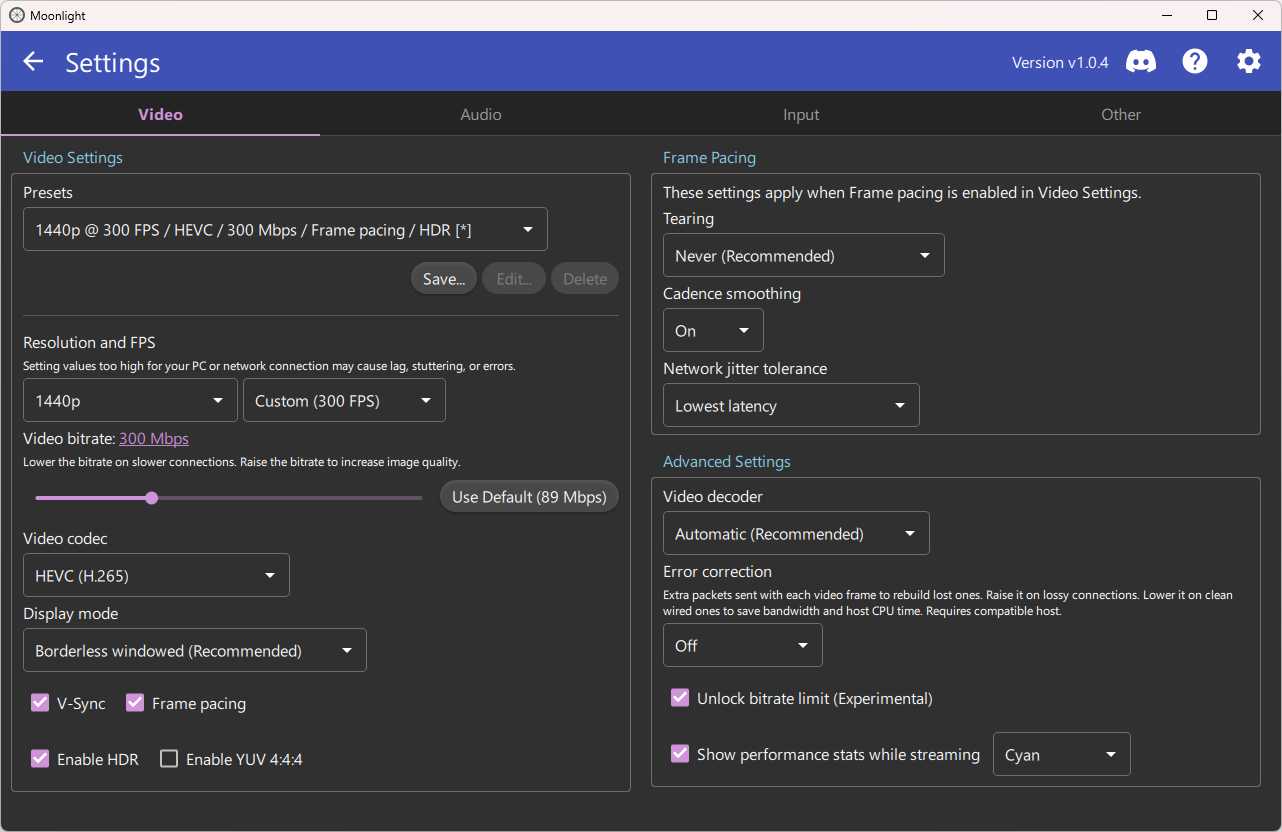 Moonlight
Settings
Version v1.0.4
Video
Audio
Input
Other
Video Settings
Presets
1440p @ 300 FPS / HEVC / 300 Mbps / Frame pacing / HDR [*]
Save...
Edit...
Delete
Resolution and FPS
Setting values too high for your PC or network connection may cause lag, stuttering, or errors.
1440p
Custom (300 FPS)
Video bitrate: 300 Mbps
Lower the bitrate on slower connections. Raise the bitrate to increase image quality.
Use Default (89 Mbps)
Video codec
HEVC (H.265)
Display mode
Borderless windowed (Recommended)
V-Sync
Frame pacing
Enable HDR
Enable YUV 4:4:4
Frame Pacing
These settings apply when Frame pacing is enabled in Video Settings.
Tearing
Never (Recommended)
Cadence smoothing
On
Network jitter tolerance
Lowest latency
Advanced Settings
Video decoder
Automatic (Recommended)
Error correction
Extra packets sent with each video frame to rebuild lost ones. Raise it on lossy connections. Lower it on clean
wired ones to save bandwidth and host CPU time. Requires compatible host.
Off
Unlock bitrate limit (Experimental)
Show performance stats while streaming
Cyan